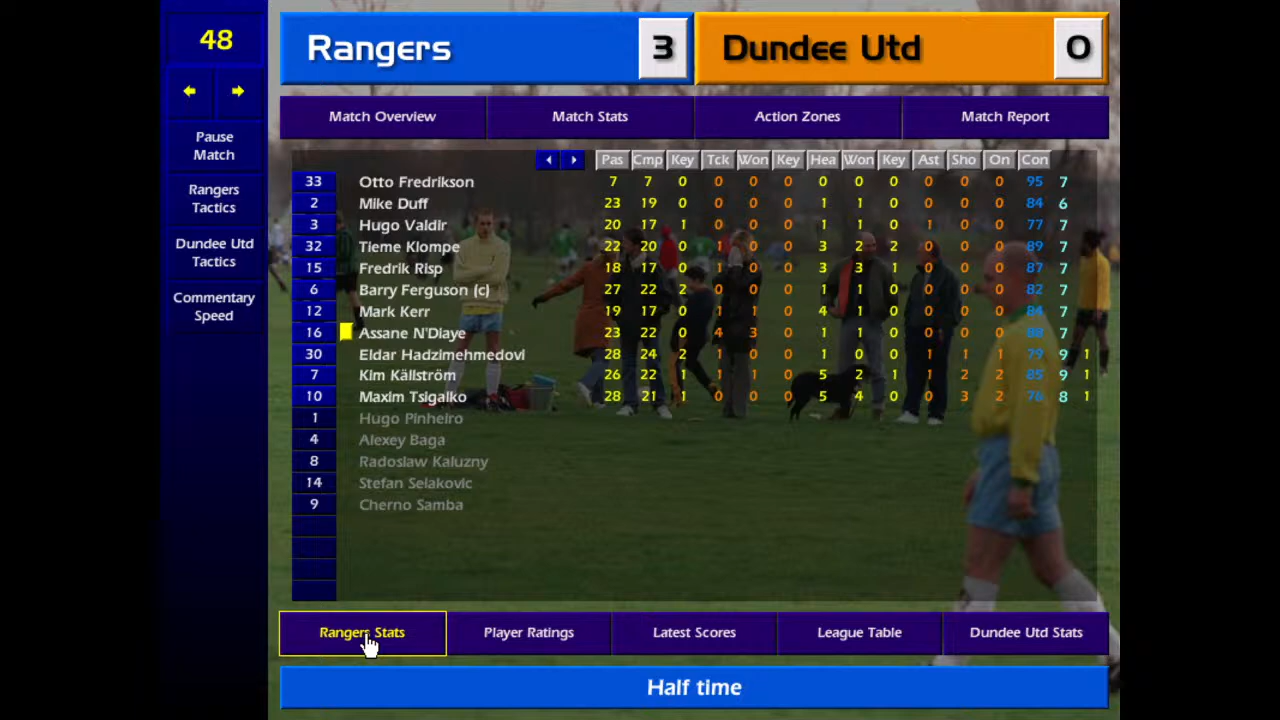 48
Rangers 3 Dundee Utd 0
Match Overview Match Stats Action Zones Match Report
Pause Match
Rangers Tactics
Dundee Utd Tactics
Commentary Speed
Pas Cmp Key Tck Won Key Hea Won Key Ast Sho On Con
33 Otto Fredrikson 7 7 0 0 0 0 0 0 0 0 0 0 95 7
2 Mike Duff 23 19 0 0 0 0 1 1 0 0 0 0 84 6
3 Hugo Valdir 20 17 1 0 0 0 1 1 0 1 0 0 77 7
32 Tieme Klompe 22 20 0 1 0 0 3 2 2 0 0 0 89 7
15 Fredrik Risp 18 17 0 1 0 0 3 3 1 0 0 0 87 7
6 Barry Ferguson (c) 27 22 2 0 0 0 1 1 0 0 0 0 82 7
12 Mark Kerr 19 17 0 1 1 0 4 1 0 0 0 0 84 7
16 Assane N'Diaye 23 22 0 4 3 0 1 1 0 0 0 0 88 7
30 Eldar Hadzimehmedovi 28 24 2 1 0 0 1 0 0 1 1 1 79 9 1
7 Kim Källström 26 22 1 1 1 0 5 2 1 1 2 2 85 9 1
10 Maxim Tsigalko 28 21 1 0 0 0 5 4 0 0 3 2 76 8 1
1 Hugo Pinheiro
4 Alexey Baga
8 Radoslaw Kaluzny
14 Stefan Selakovic
9 Cherno Samba
Rangers Stats Player Ratings Latest Scores League Table Dundee Utd Stats
Half time